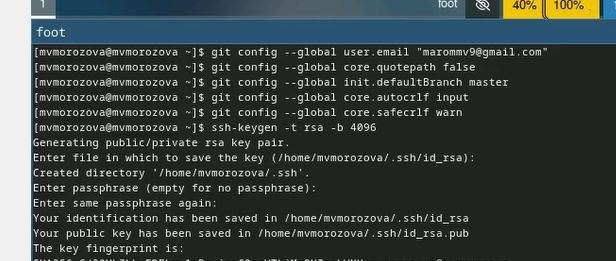 1
foot
40%
100%
foot
[mvmorozova@mvmorozova ~]$ git config --global user.email "marommv9@gmail.com"
[mvmorozova@mvmorozova ~]$ git config --global core.quotepath false
[mvmorozova@mvmorozova ~]$ git config --global init.defaultBranch master
[mvmorozova@mvmorozova ~]$ git config --global core.autocrlf input
[mvmorozova@mvmorozova ~]$ git config --global core.safecrlf warn
[mvmorozova@mvmorozova ~]$ ssh-keygen -t rsa -b 4096
Generating public/private rsa key pair.
Enter file in which to save the key (/home/mvmorozova/.ssh/id_rsa):
Created directory '/home/mvmorozova/.ssh'.
Enter passphrase (empty for no passphrase):
Enter same passphrase again:
Your identification has been saved in /home/mvmorozova/.ssh/id_rsa
Your public key has been saved in /home/mvmorozova/.ssh/id_rsa.pub
The key fingerprint is: